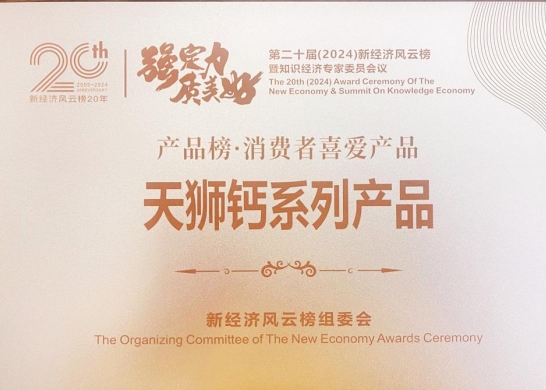 20th
2005-2024
ANNIVERSARY
新经济风云榜20年
强定力
质美好
第二十届(2024)新经济风云榜
暨知识经济专家委员会议
The 20th (2024) Award Ceremony Of The
New Economy & Summit On Knowledge Economy
产品榜·消费者喜爱产品
天狮钙系列产品
新经济风云榜组委会
The Organizing Committee of The New Economy Awards Ceremony